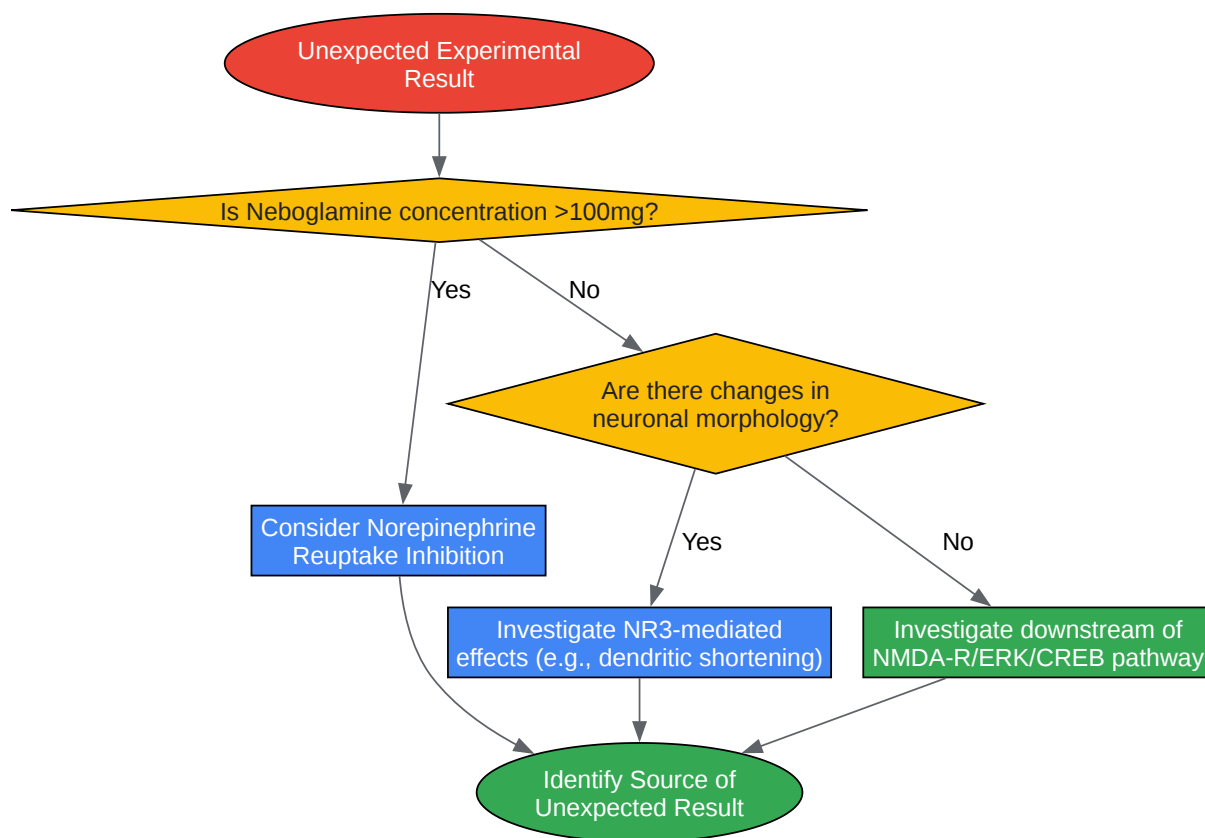 Unexpected Experimental
Result
Is Neboglamine concentration >100mg?
Yes
No
Are there changes in
neuronal morphology?
Consider Norepinephrine
Reuptake Inhibition
Yes
No
Investigate NR3-mediated
effects (e.g., dendritic shortening)
Investigate downstream of
NMDA-R/ERK/CREB pathway
Identify Source of
Unexpected Result